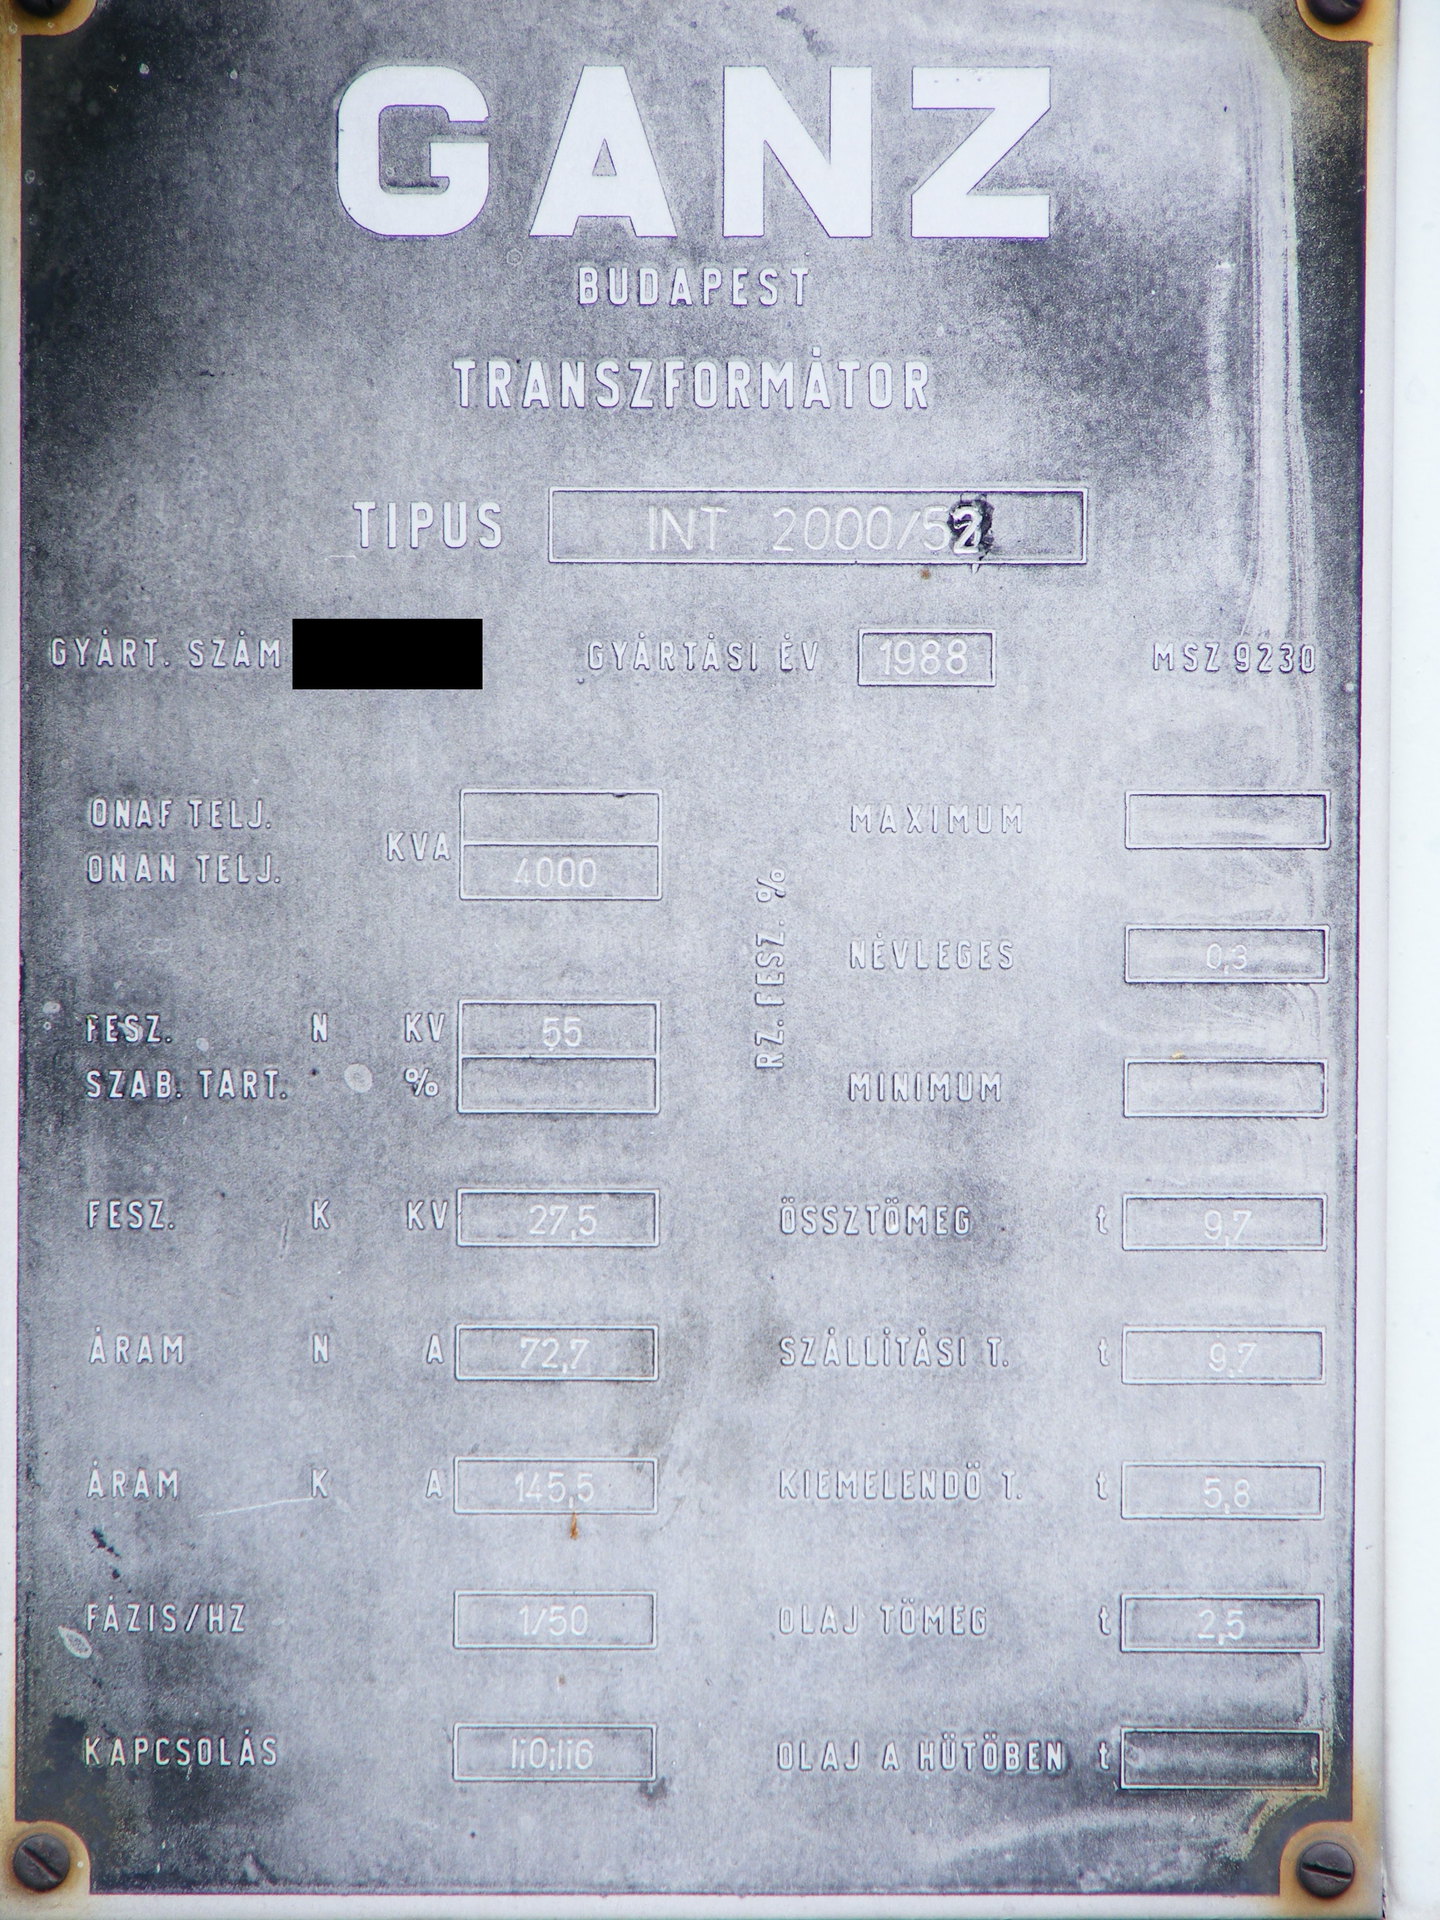 GANZ
BUDAPEST
TRANSZFORMÁTOR
TIPUS INT 2000/52
GYÁRT. SZÁM GYÁRTÁSI ÉV 1988 MSZ 9230
ONAF TELJ.
KVA
ONAN TELJ. 4000
FESZ. N KV 55
SZAB. TART. %
FESZ. K KV 27,5
ÁRAM N A 72,7
ÁRAM K A 145,5
FÁZIS/HZ 1/50
KAPCSOLÁS Ii0;Ii6
RZ. FESZ. %
MAXIMUM
NÉVLEGES 0,3
MINIMUM
ÖSSZTÖMEG t 9,7
SZÁLLÍTÁSI T. t 9,7
KIEMELENDÖ T. t 5,8
OLAJ TÖMEG t 2,5
OLAJ A HÜTÖBEN t